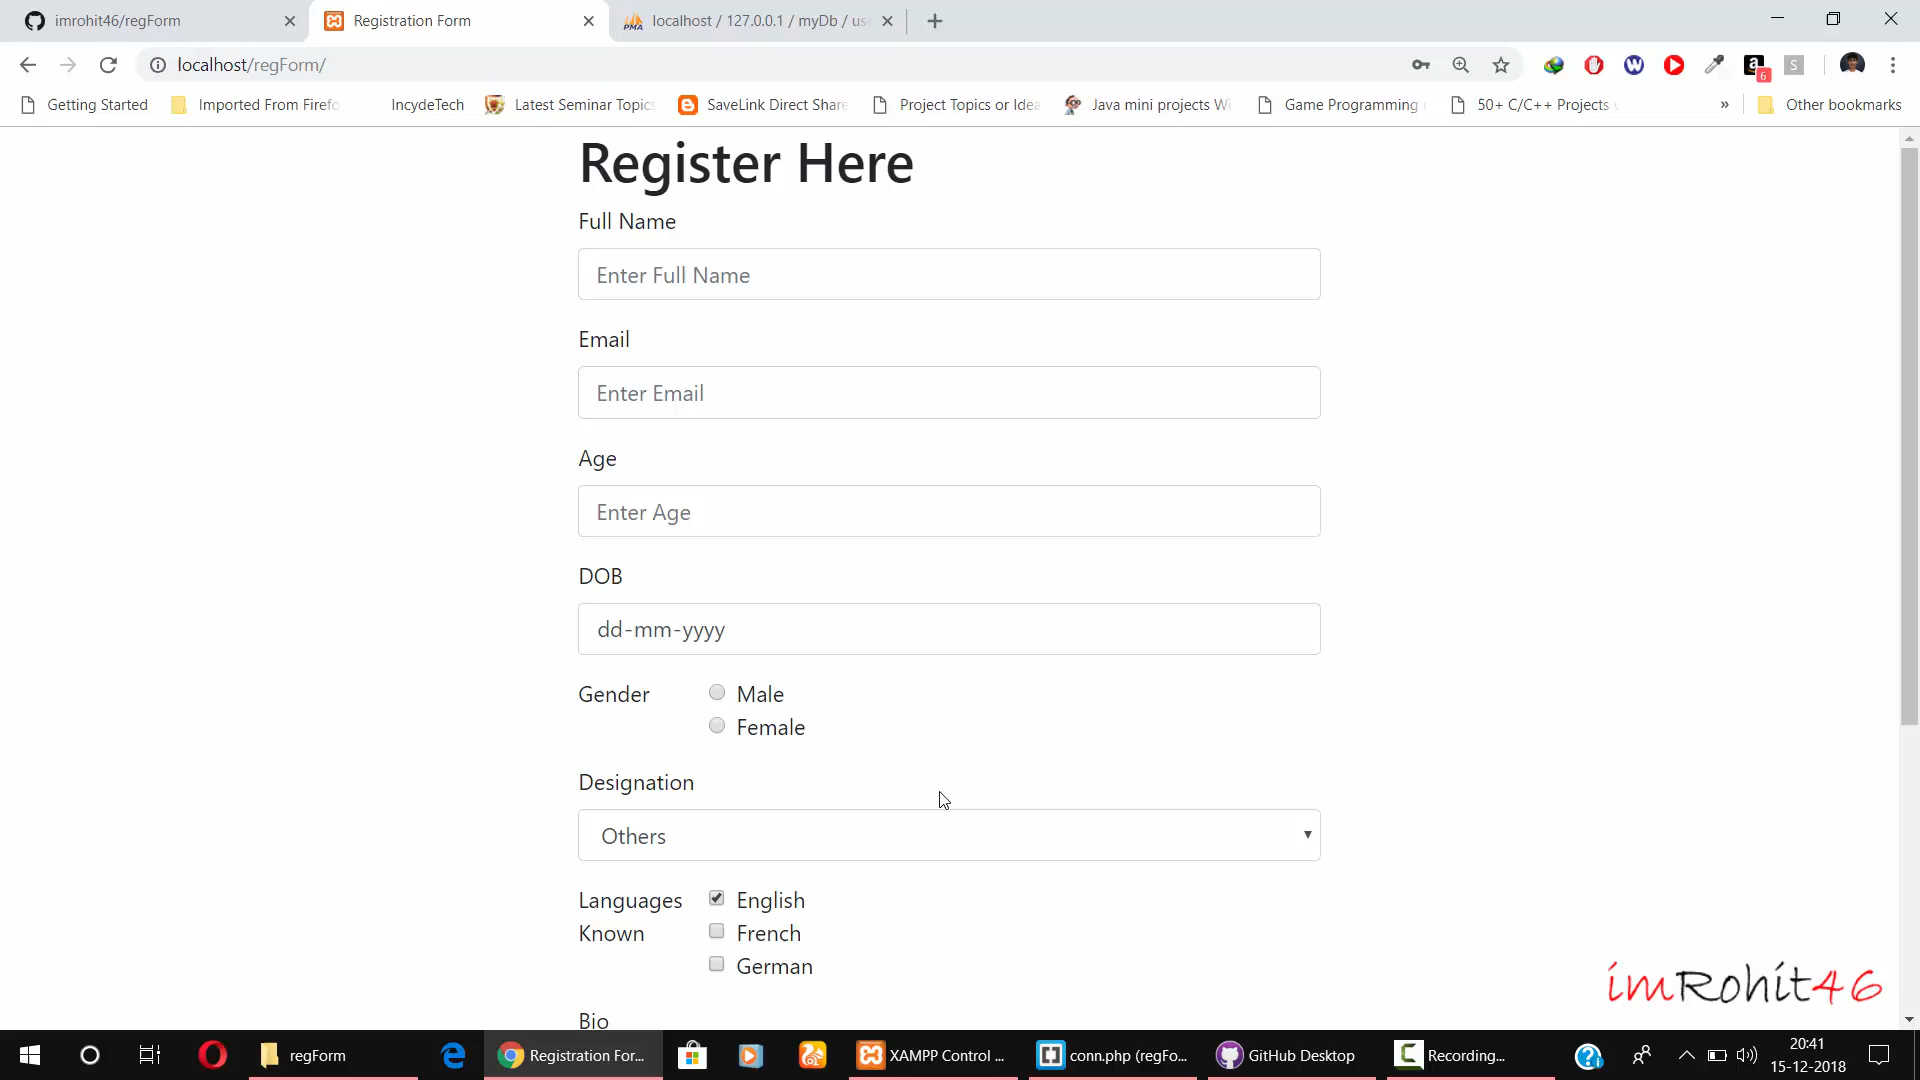 imrohit46/regForm
Registration Form
PMA localhost / 127.0.0.1 / myDb / us
localhost/regForm/
6
S
Getting Started
Imported From Firefo
IncydeTech
Latest Seminar Topics
SaveLink Direct Share
Project Topics or Idea
Java mini projects Wi
Game Programming
50+ C/C++ Projects
»
Other bookmarks
Register Here
Full Name
Enter Full Name
Email
Enter Email
Age
Enter Age
DOB
dd-mm-yyyy
Gender
Male
Female
Designation
Others
Languages Known
English
French
German
Bio
imRohit46
regForm
Registration For...
XAMPP Control ...
conn.php (regFo...
GitHub Desktop
Recording...
20:41
15-12-2018